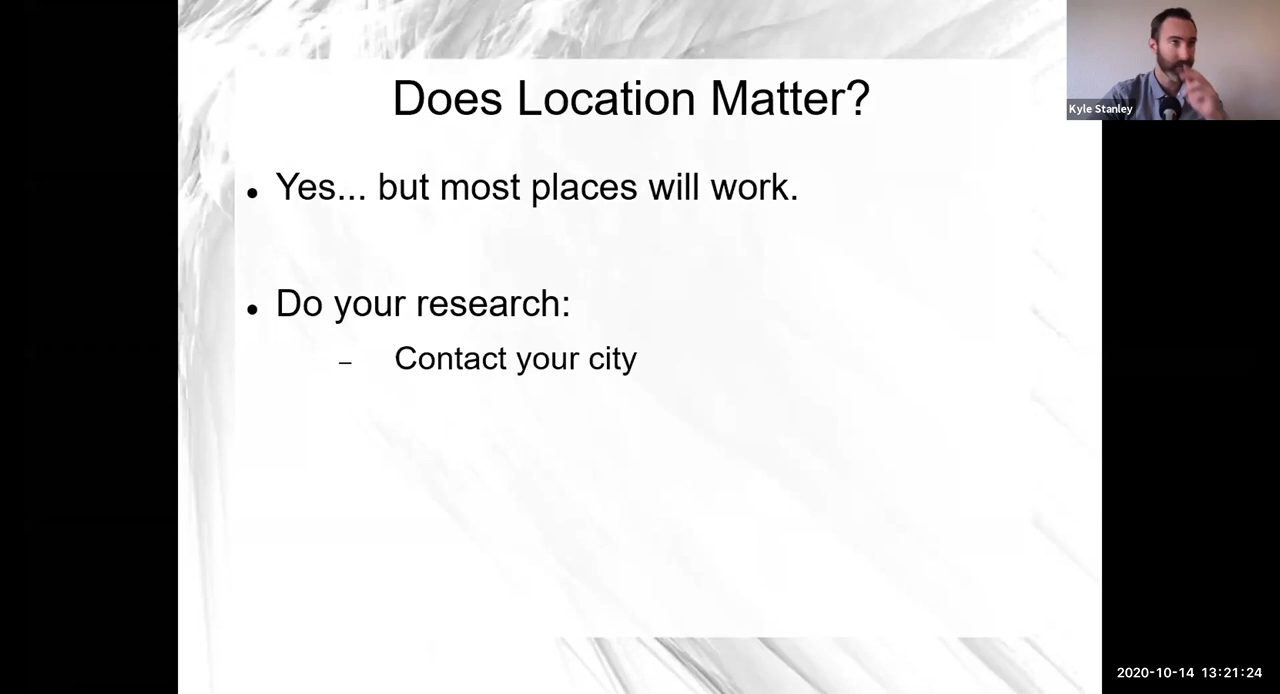 Does Location Matter?
Kyle Stanley
● Yes... but most places will work.
● Do your research:
– Contact your city
2020-10-14 13:21:24